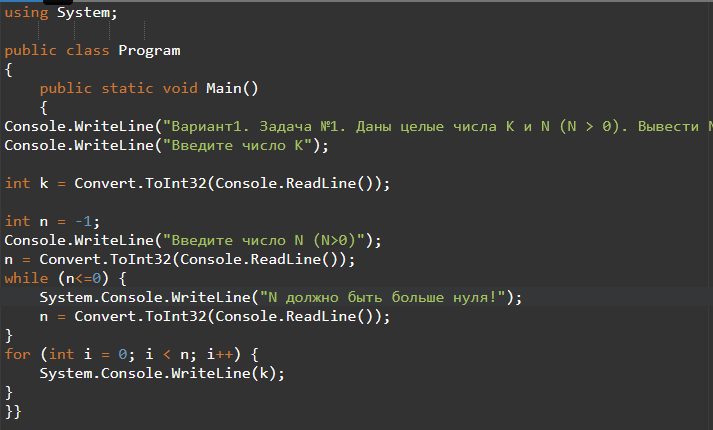 using System;
public class Program
{
public static void Main()
{
Console.WriteLine("Вариант1. Задача №1. Даны целые числа K и N (N > 0). Вывести N
Console.WriteLine("Введите число K");
int k = Convert.ToInt32(Console.ReadLine());
int n = -1;
Console.WriteLine("Введите число N (N>0)");
n = Convert.ToInt32(Console.ReadLine());
while (n<=0) {
System.Console.WriteLine("N должно быть больше нуля!");
n = Convert.ToInt32(Console.ReadLine());
}
for (int i = 0; i < n; i++) {
System.Console.WriteLine(k);
}
}}